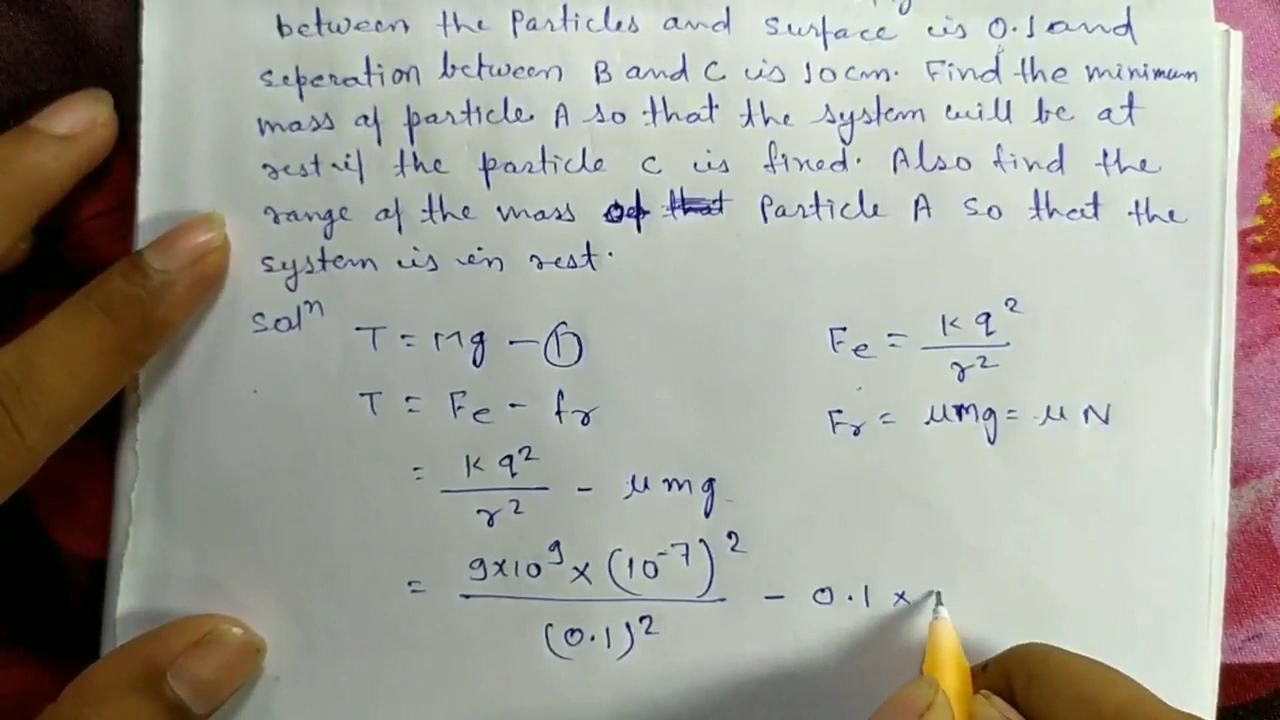 between the Particles and surface is 0.1 and
seperation between B and C is 10cm. Find the minimum
mass of particle A so that the system will be at
rest if the particle C is fixed. Also find the
range of the mass of that Particle A so that the
system is in rest.
Solⁿ
T = Mg - ①
Fe = Kq² / r²
T = Fe - fr
Fr = μmg = μN
= Kq² / r² - μmg
= 9×10⁹ × (10⁻⁷)² / (0.1)² - 0.1 ×